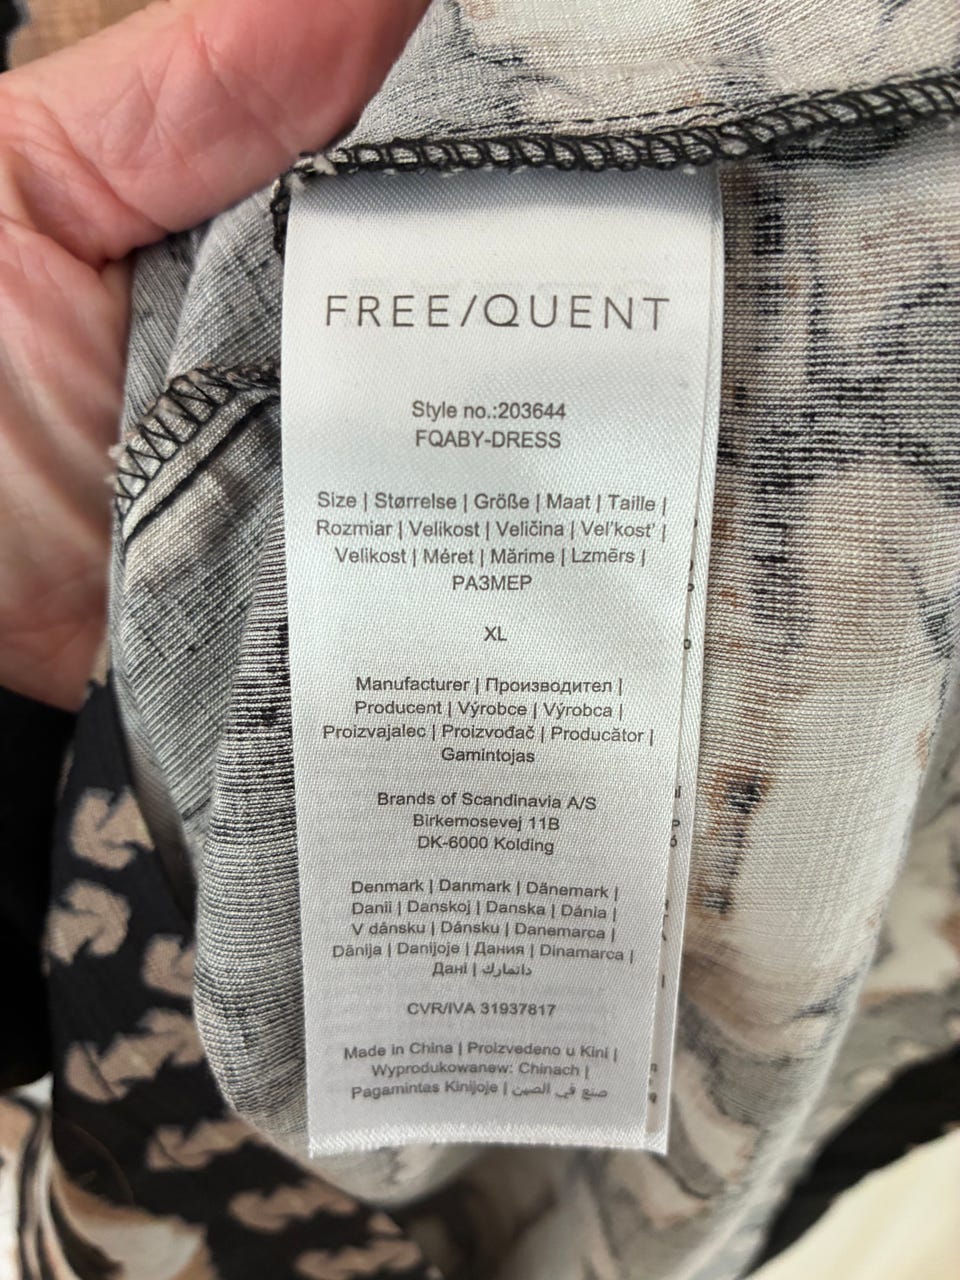 FREE/QUENT
Style no.:203644
FQABY-DRESS
Size | Størrelse | Größe | Maat | Taille |
Rozmiar | Velikost | Veličina | Vel'kost' |
Velikost | Méret | Mărime | Lzmērs |
РАЗМЕР
XL
Manufacturer | Производител |
Producent | Výrobce | Výrobca |
Proizvajalec | Proizvođač | Producător |
Gamintojas
Brands of Scandinavia A/S
Birkemosevej 11B
DK-6000 Kolding
Denmark | Danmark | Dänemark |
Danii | Danskoj | Danska | Dánia |
V dánsku | Dánsku | Danemarca |
Dānija | Danijoje | Дания | Dinamarca |
Данi | دانمارك
CVR/IVA 31937817
Made in China | Proizvedeno u Kini |
Wyprodukowanew: Chinach |
Pagamintas Kinijoje | صنع في الصين